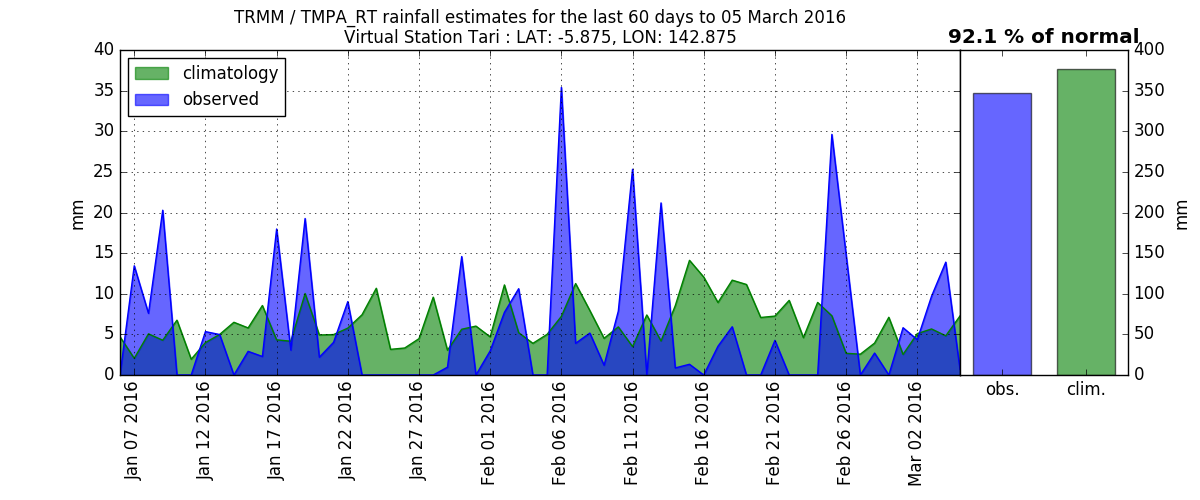 TRMM / TMPA_RT rainfall estimates for the last 60 days to 05 March 2016
Virtual Station Tari : LAT: -5.875, LON: 142.875
92.1 % of normal
climatology
observed
40
35
30
25
20
15
10
5
0
mm
Jan 07 2016
Jan 12 2016
Jan 17 2016
Jan 22 2016
Jan 27 2016
Feb 01 2016
Feb 06 2016
Feb 11 2016
Feb 16 2016
Feb 21 2016
Feb 26 2016
Mar 02 2016
400
350
300
250
200
150
100
50
0
mm
obs.
clim.